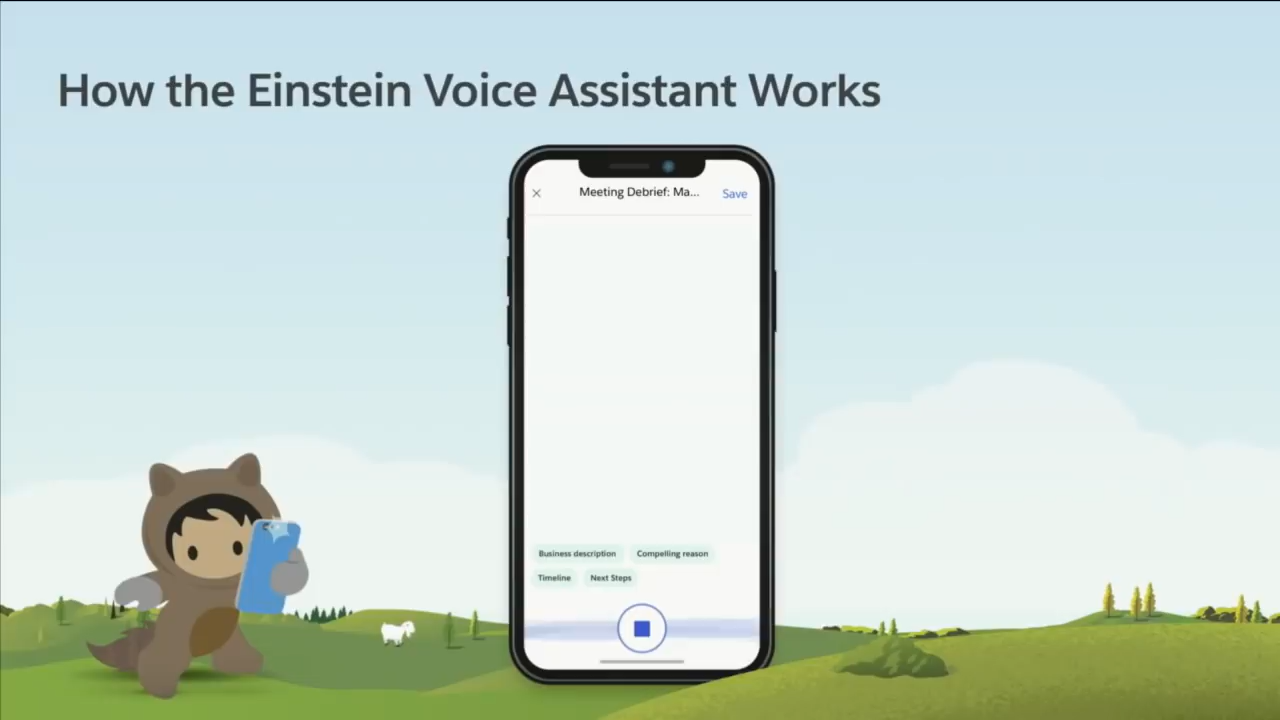 How the Einstein Voice Assistant Works
Meeting Debrief: Ma...
Save
Business description
Compelling reason
Timeline
Next Steps